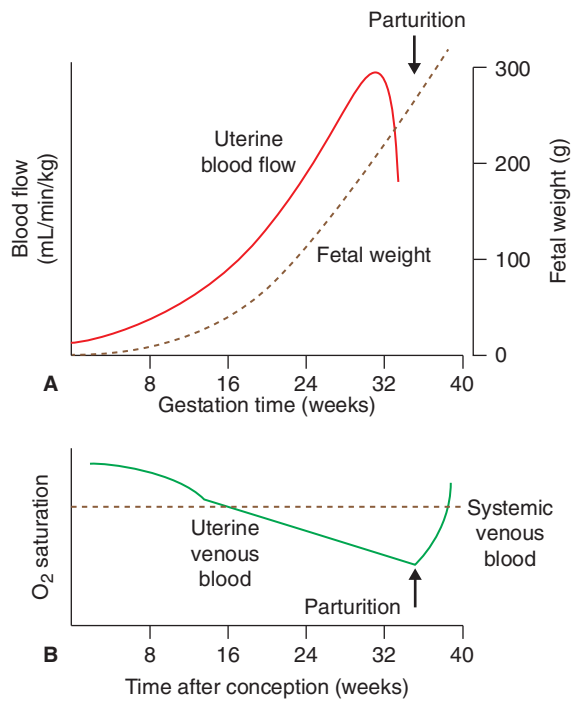 Parturition
300
200
100
0
Uterine
blood flow
Fetal weight
Blood flow
(mL/min/kg)
Fetal weight (g)
A
8 16 24 32 40
Gestation time (weeks)
O2 saturation
Uterine
venous
blood
Systemic
venous
blood
Parturition
B
8 16 24 32 40
Time after conception (weeks)